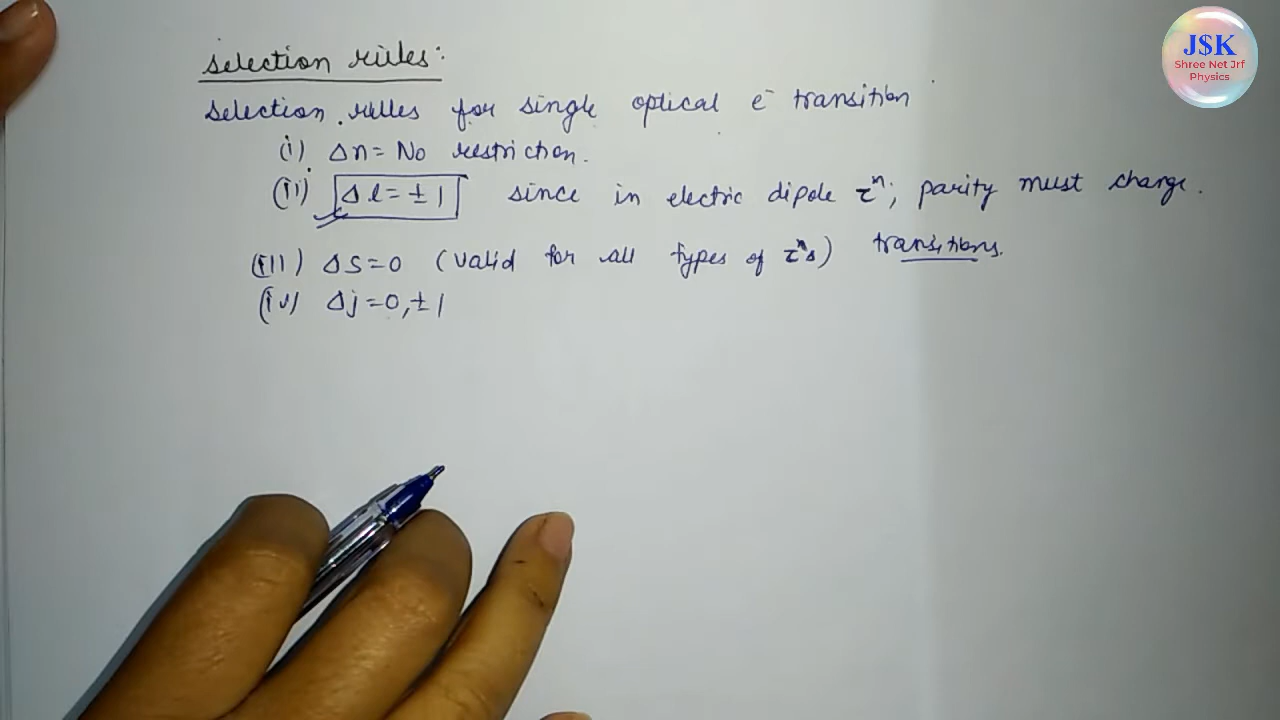 selection rules:
selection rules for single optical e⁻ transition
(i) Δn = No restriction.
(ii) Δl = ±1 since in electric dipole τⁿ; parity must change.
(iii) Δs = 0 (valid for all types of τⁿs) transitions.
(iv) Δj = 0, ±1
JSK
Shree Net Jrf
Physics